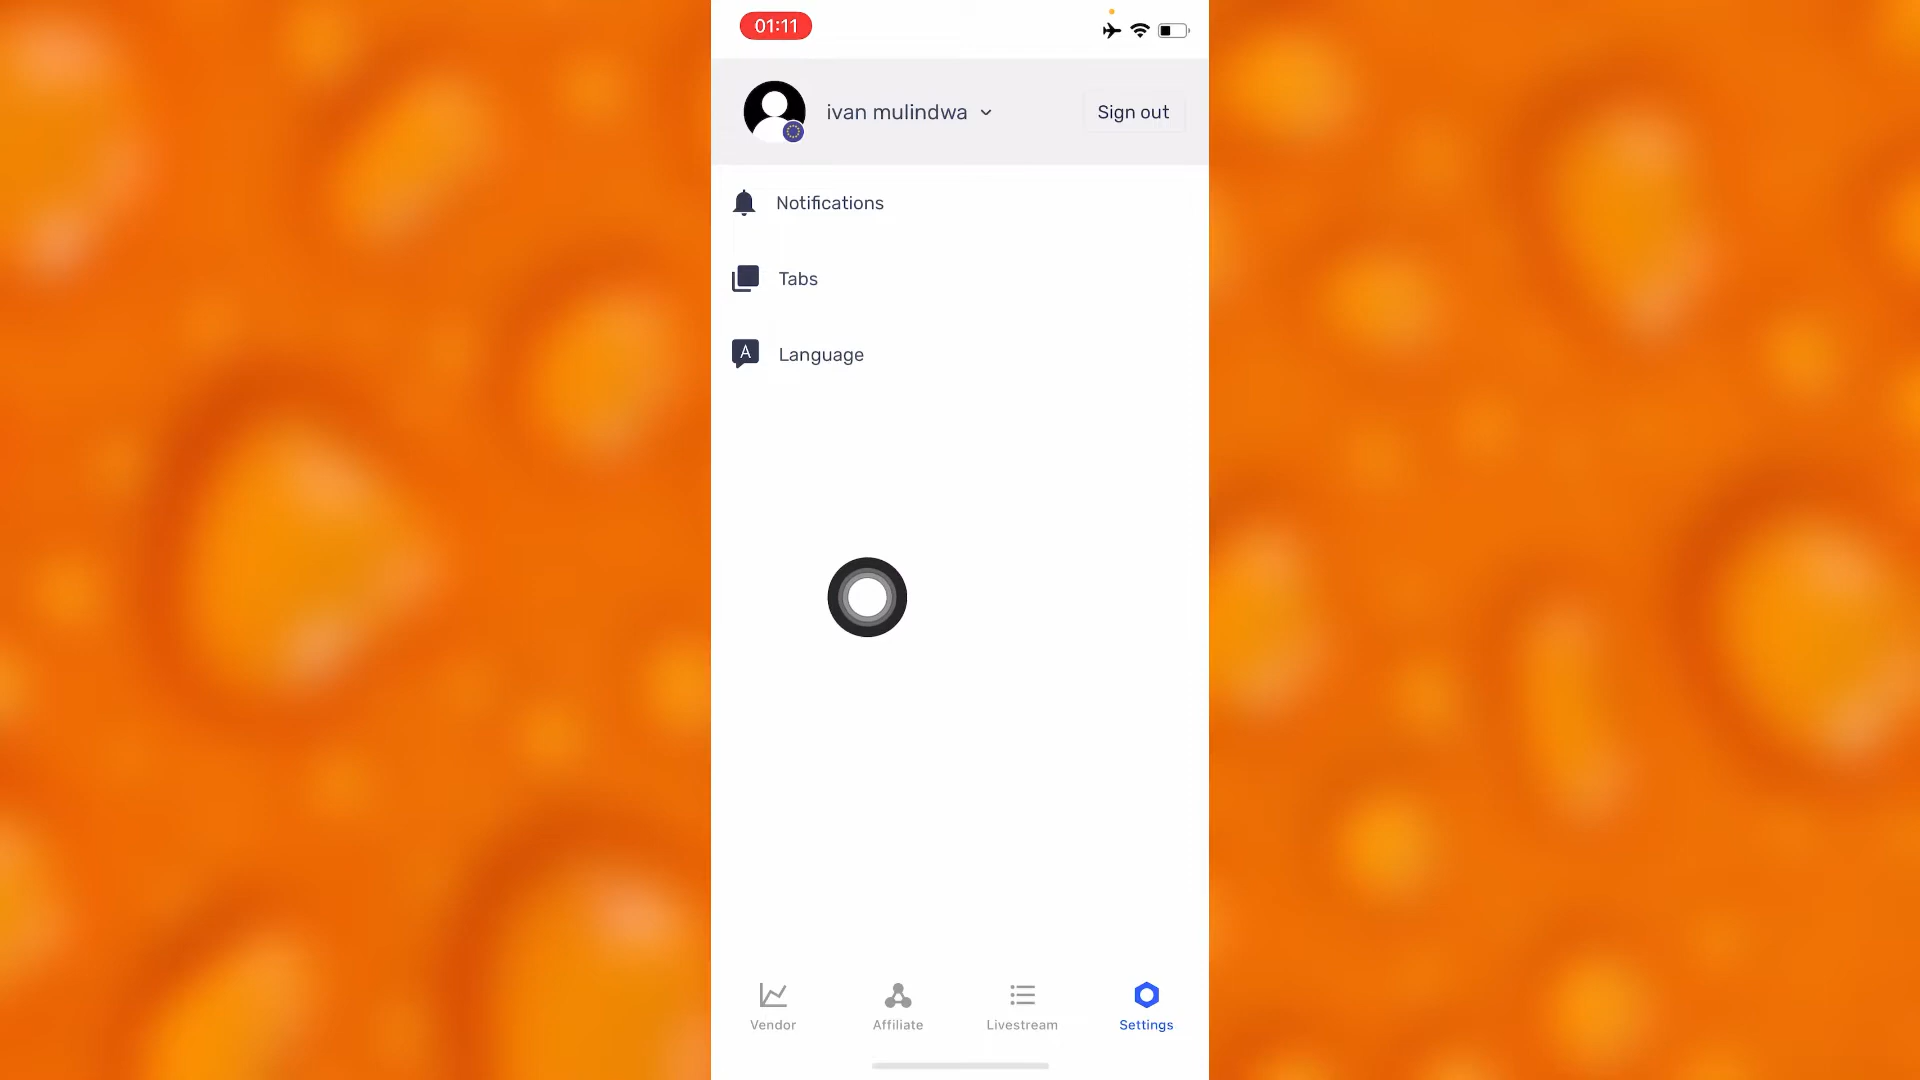 01:11
ivan mulindwa
Sign out
Notifications
Tabs
A
Language
Vendor
Affiliate
Livestream
Settings